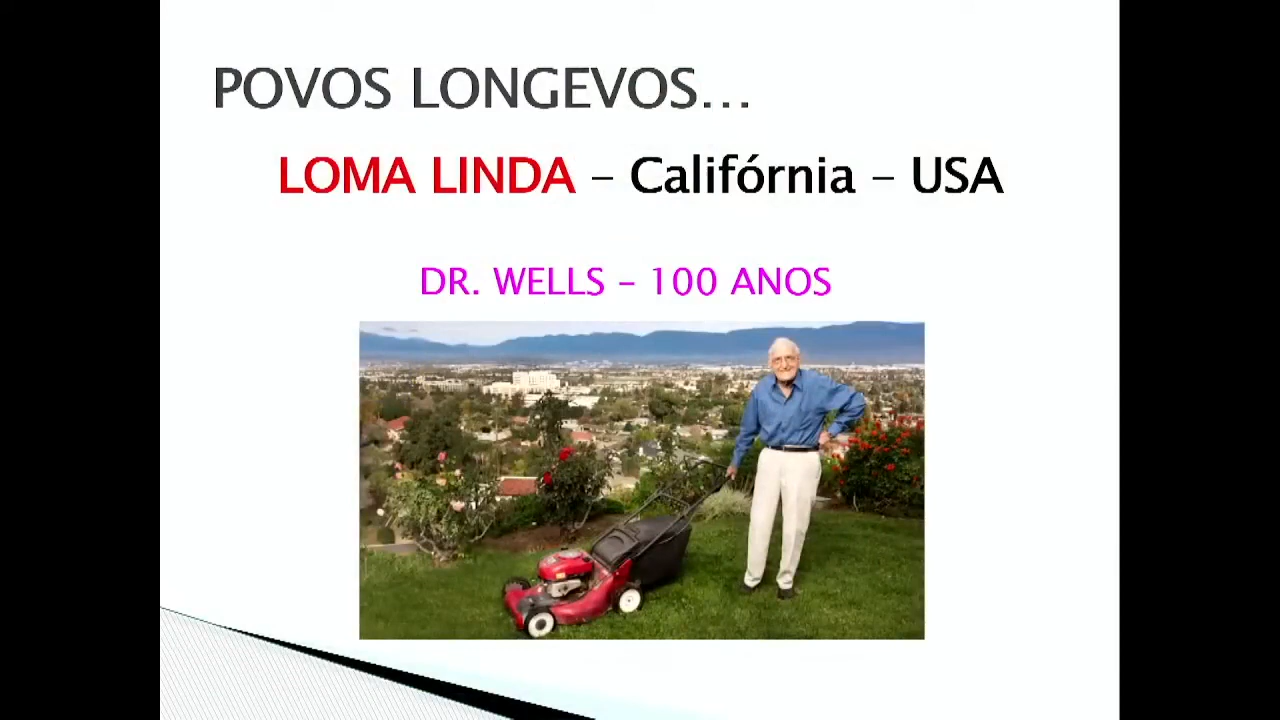 POVOS LONGEVOS...
LOMA LINDA – Califórnia – USA
DR. WELLS – 100 ANOS